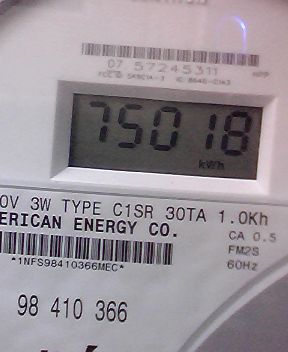 07 57245311
75018
kWh
0V 3W TYPE C1SR 30TA 1.0Kh
ERICAN ENERGY CO.
CA 0.5
*1NFS98410366MEC*
FM2S
60Hz
98 410 366